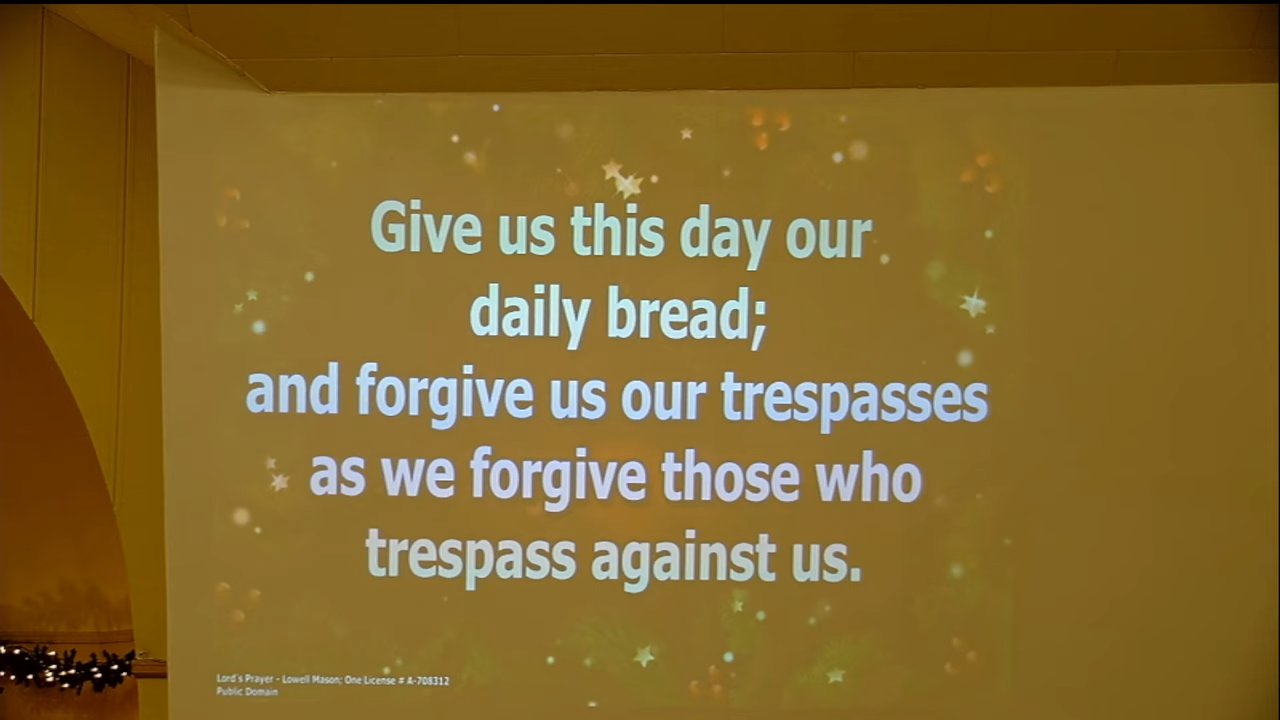 Give us this day our
daily bread;
and forgive us our trespasses
as we forgive those who
trespass against us.
Lord's Prayer - Lowell Mason; One License # A-708312
Public Domain